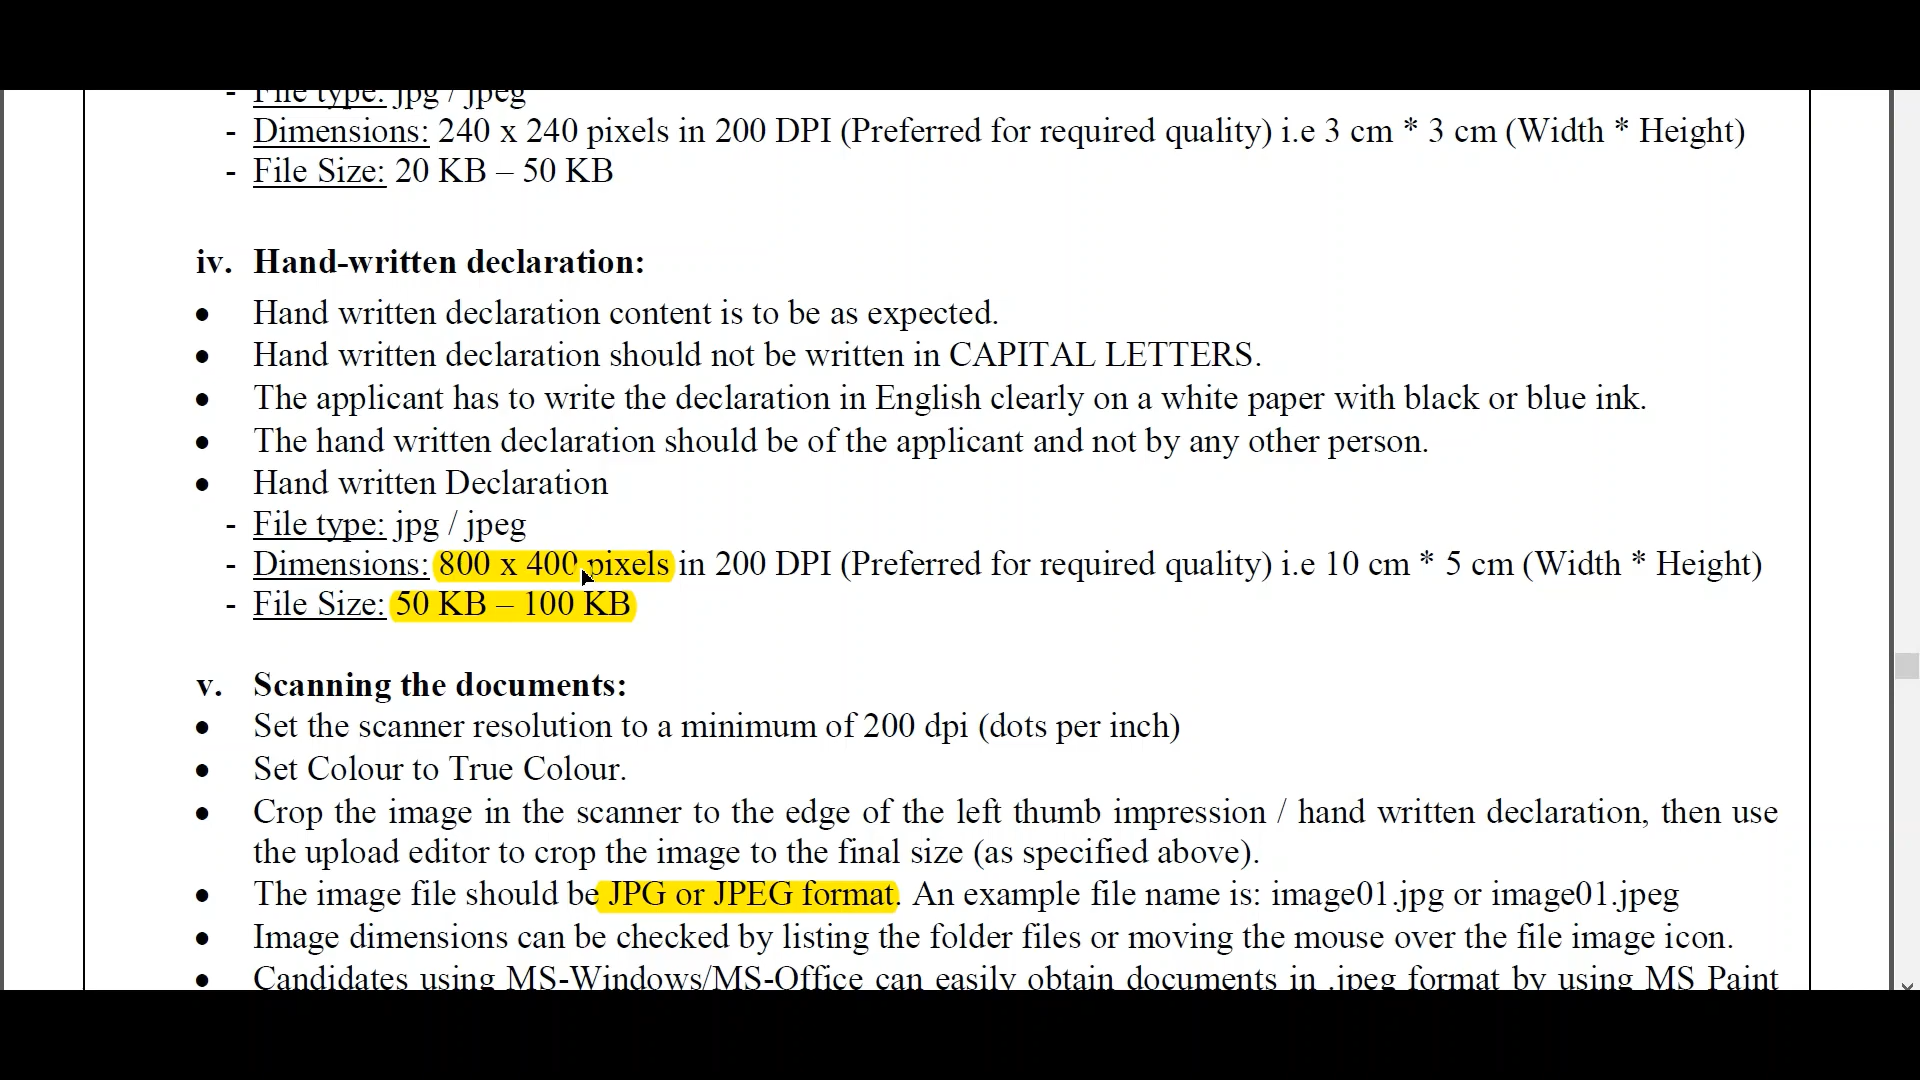 - File type: jpg / jpeg
- Dimensions: 240 x 240 pixels in 200 DPI (Preferred for required quality) i.e 3 cm * 3 cm (Width * Height)
- File Size: 20 KB – 50 KB
iv. Hand-written declaration:
• Hand written declaration content is to be as expected.
• Hand written declaration should not be written in CAPITAL LETTERS.
• The applicant has to write the declaration in English clearly on a white paper with black or blue ink.
• The hand written declaration should be of the applicant and not by any other person.
• Hand written Declaration
- File type: jpg / jpeg
- Dimensions: 800 x 400 pixels in 200 DPI (Preferred for required quality) i.e 10 cm * 5 cm (Width * Height)
- File Size: 50 KB – 100 KB
v. Scanning the documents:
• Set the scanner resolution to a minimum of 200 dpi (dots per inch)
• Set Colour to True Colour.
• Crop the image in the scanner to the edge of the left thumb impression / hand written declaration, then use
the upload editor to crop the image to the final size (as specified above).
• The image file should be JPG or JPEG format. An example file name is: image01.jpg or image01.jpeg
• Image dimensions can be checked by listing the folder files or moving the mouse over the file image icon.
• Candidates using MS-Windows/MS-Office can easily obtain documents in .jpeg format by using MS Paint